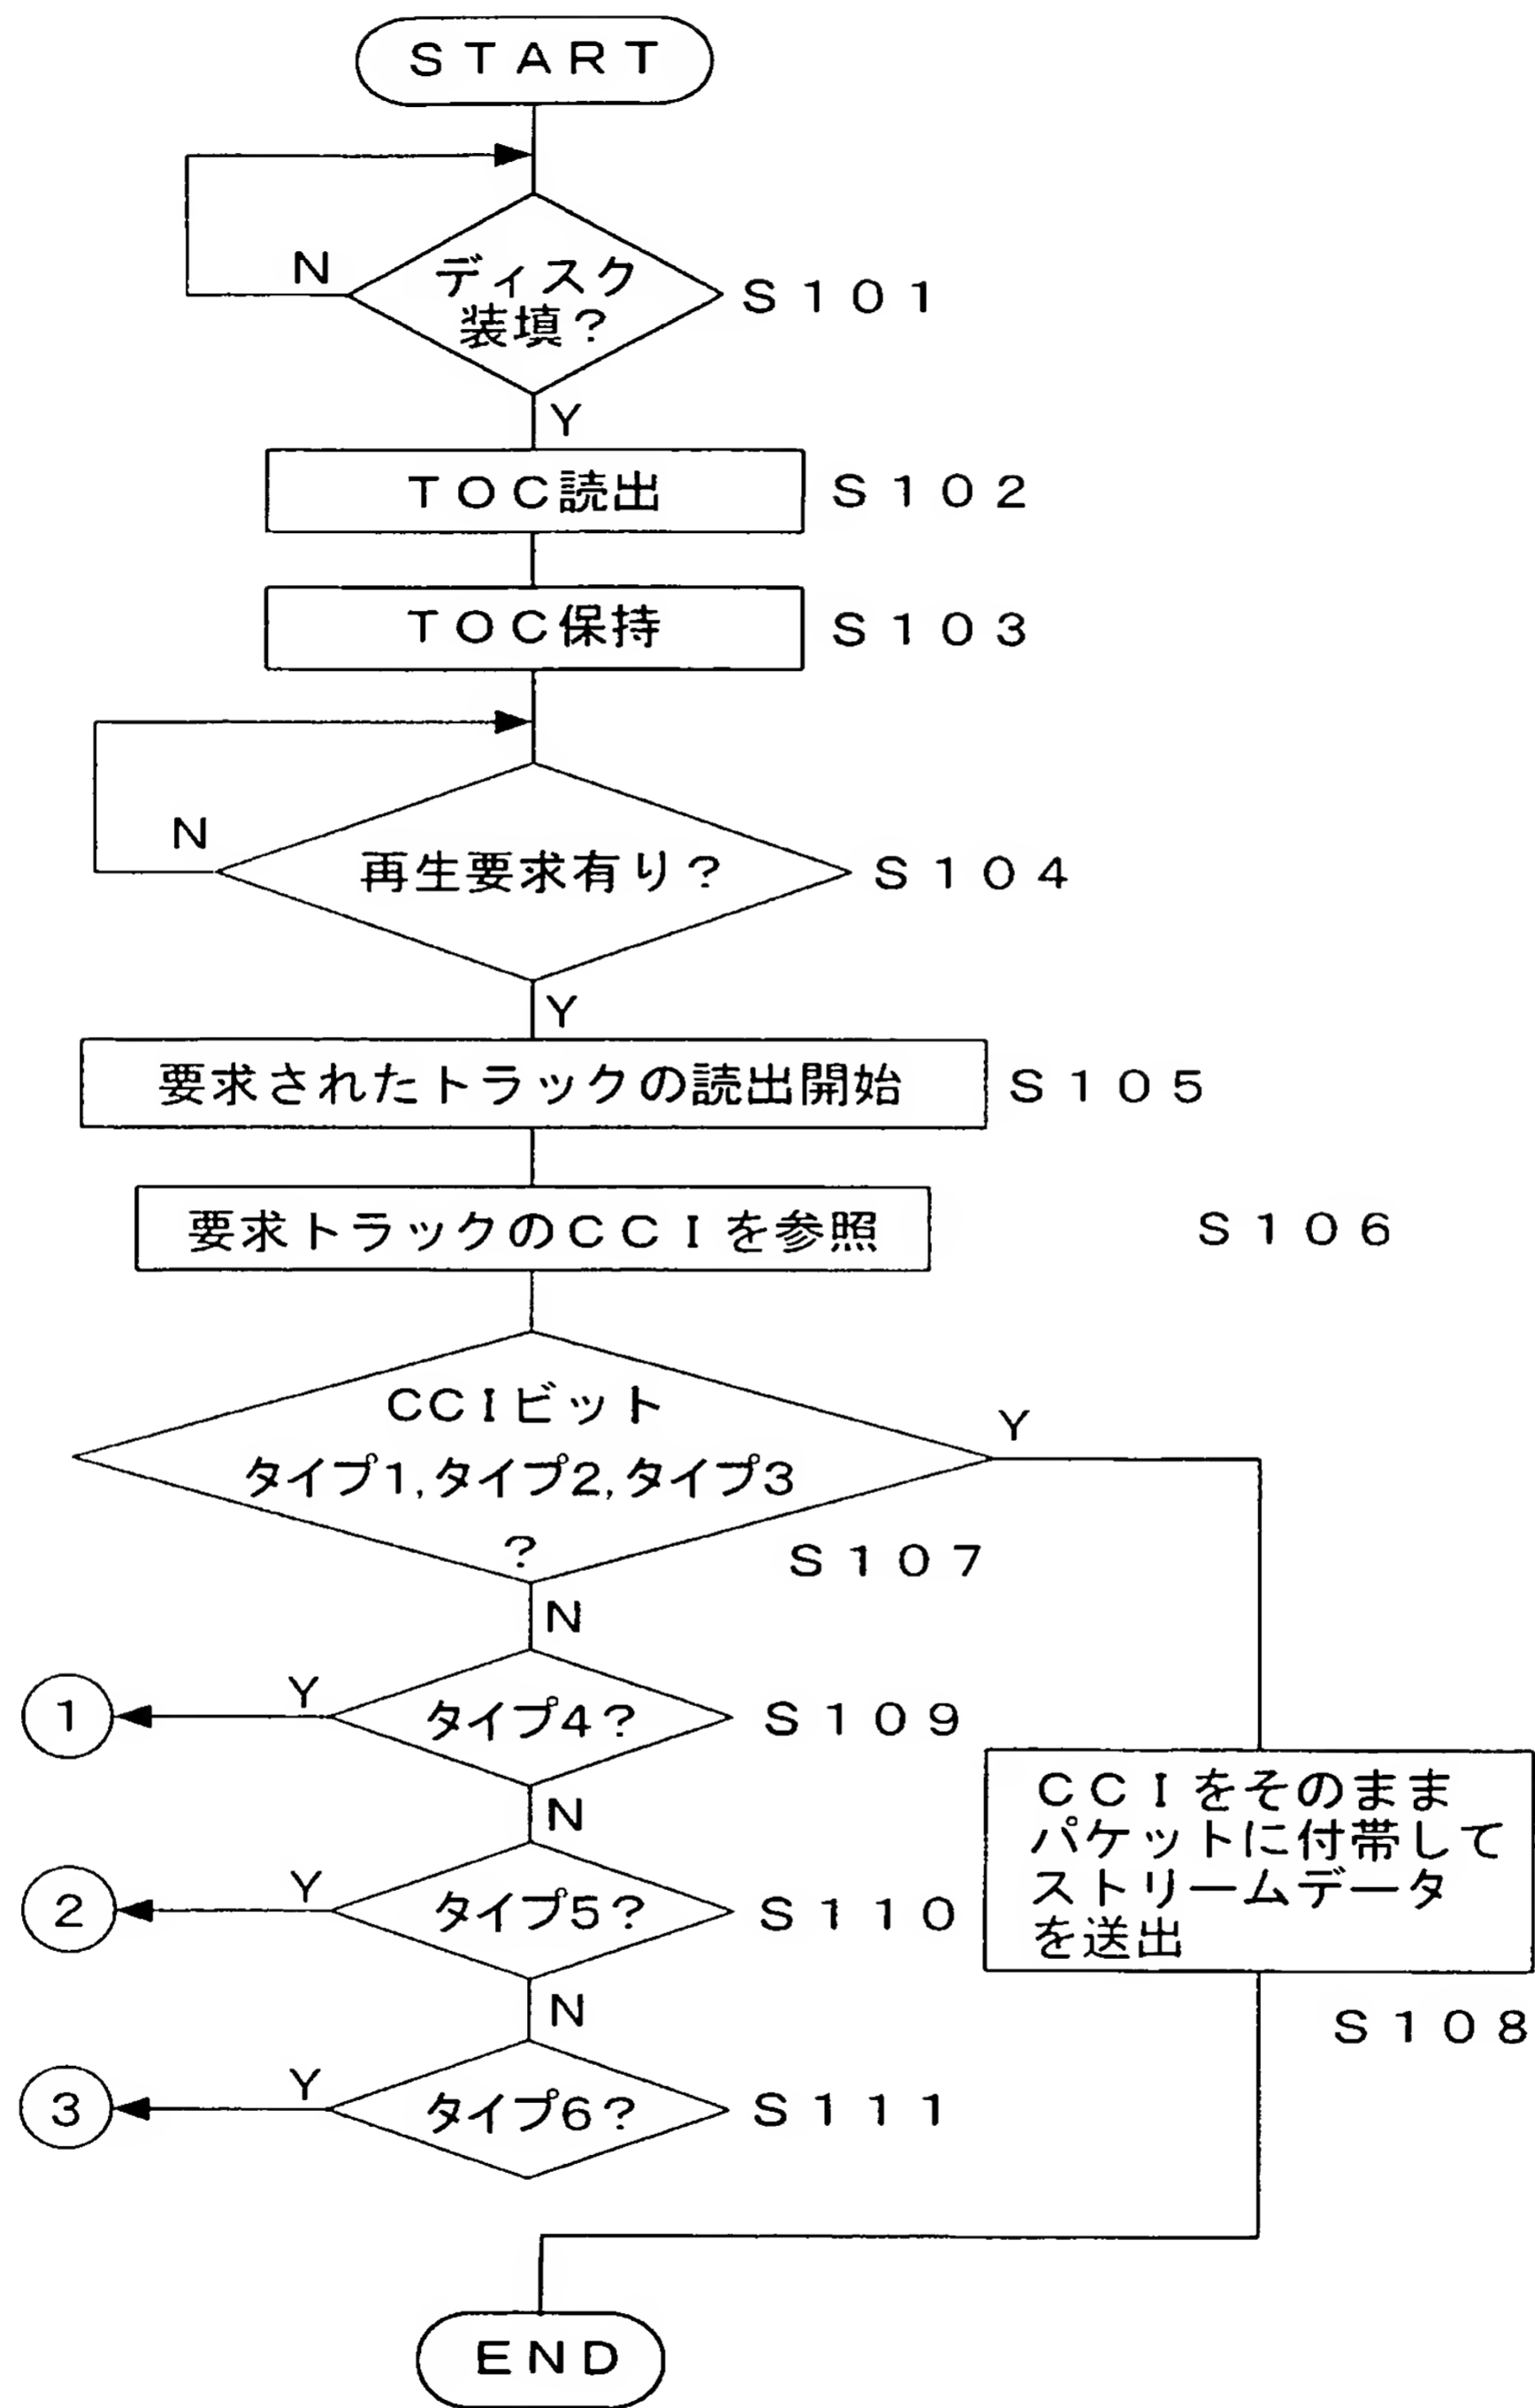 ＳＴＡＲＴ
N
ディスク
装填？
Ｓ１０１
Y
ＴＯＣ読出
Ｓ１０２
ＴＯＣ保持
Ｓ１０３
N
再生要求有り？
Ｓ１０４
Y
要求されたトラックの読出開始
Ｓ１０５
要求トラックのＣＣＩを参照
Ｓ１０６
CCIビット
タイプ1,タイプ2,タイプ3
？
Y
Ｓ１０７
N
1
Y
タイプ4？
Ｓ１０９
N
2
Y
タイプ5？
Ｓ１１０
N
3
Y
タイプ6？
Ｓ１１１
ＣＣＩをそのまま
パケットに付帯して
ストリームデータ
を送出
Ｓ１０８
ＥＮＤ